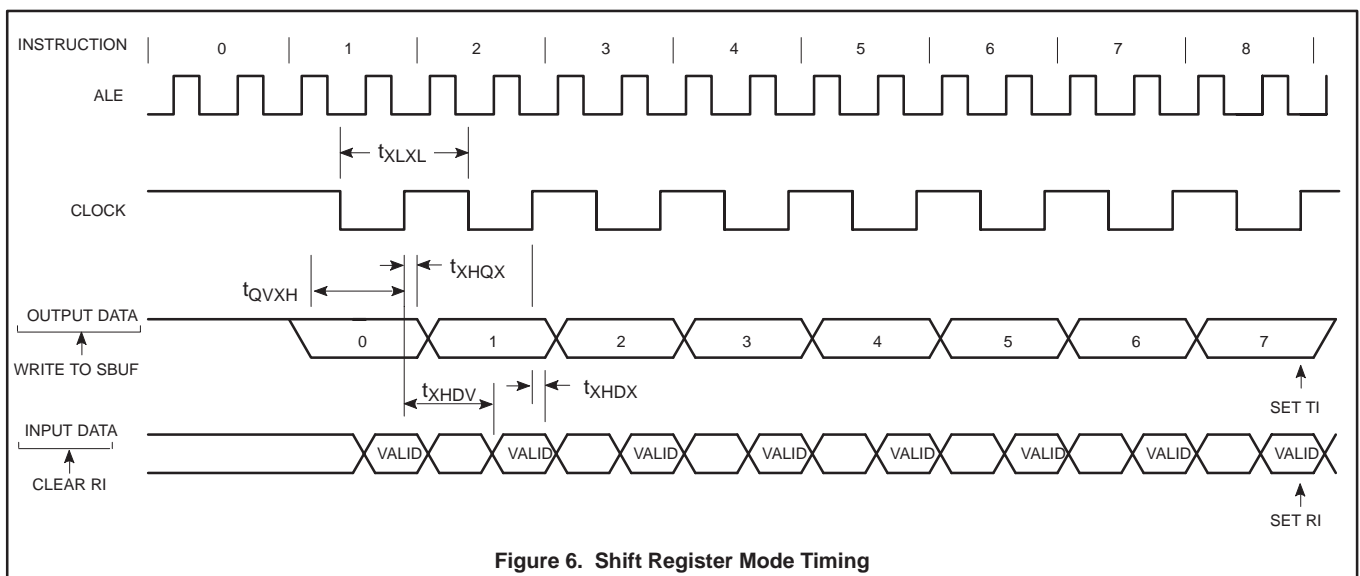 INSTRUCTION 0 1 2 3 4 5 6 7 8
ALE
tXLXL
CLOCK
tXHQX
tQVXH
OUTPUT DATA
0 1 2 3 4 5 6 7
WRITE TO SBUF
tXHDV
tXHDX
SET TI
INPUT DATA
VALID VALID VALID VALID VALID VALID VALID VALID
CLEAR RI
SET RI
Figure 6. Shift Register Mode Timing